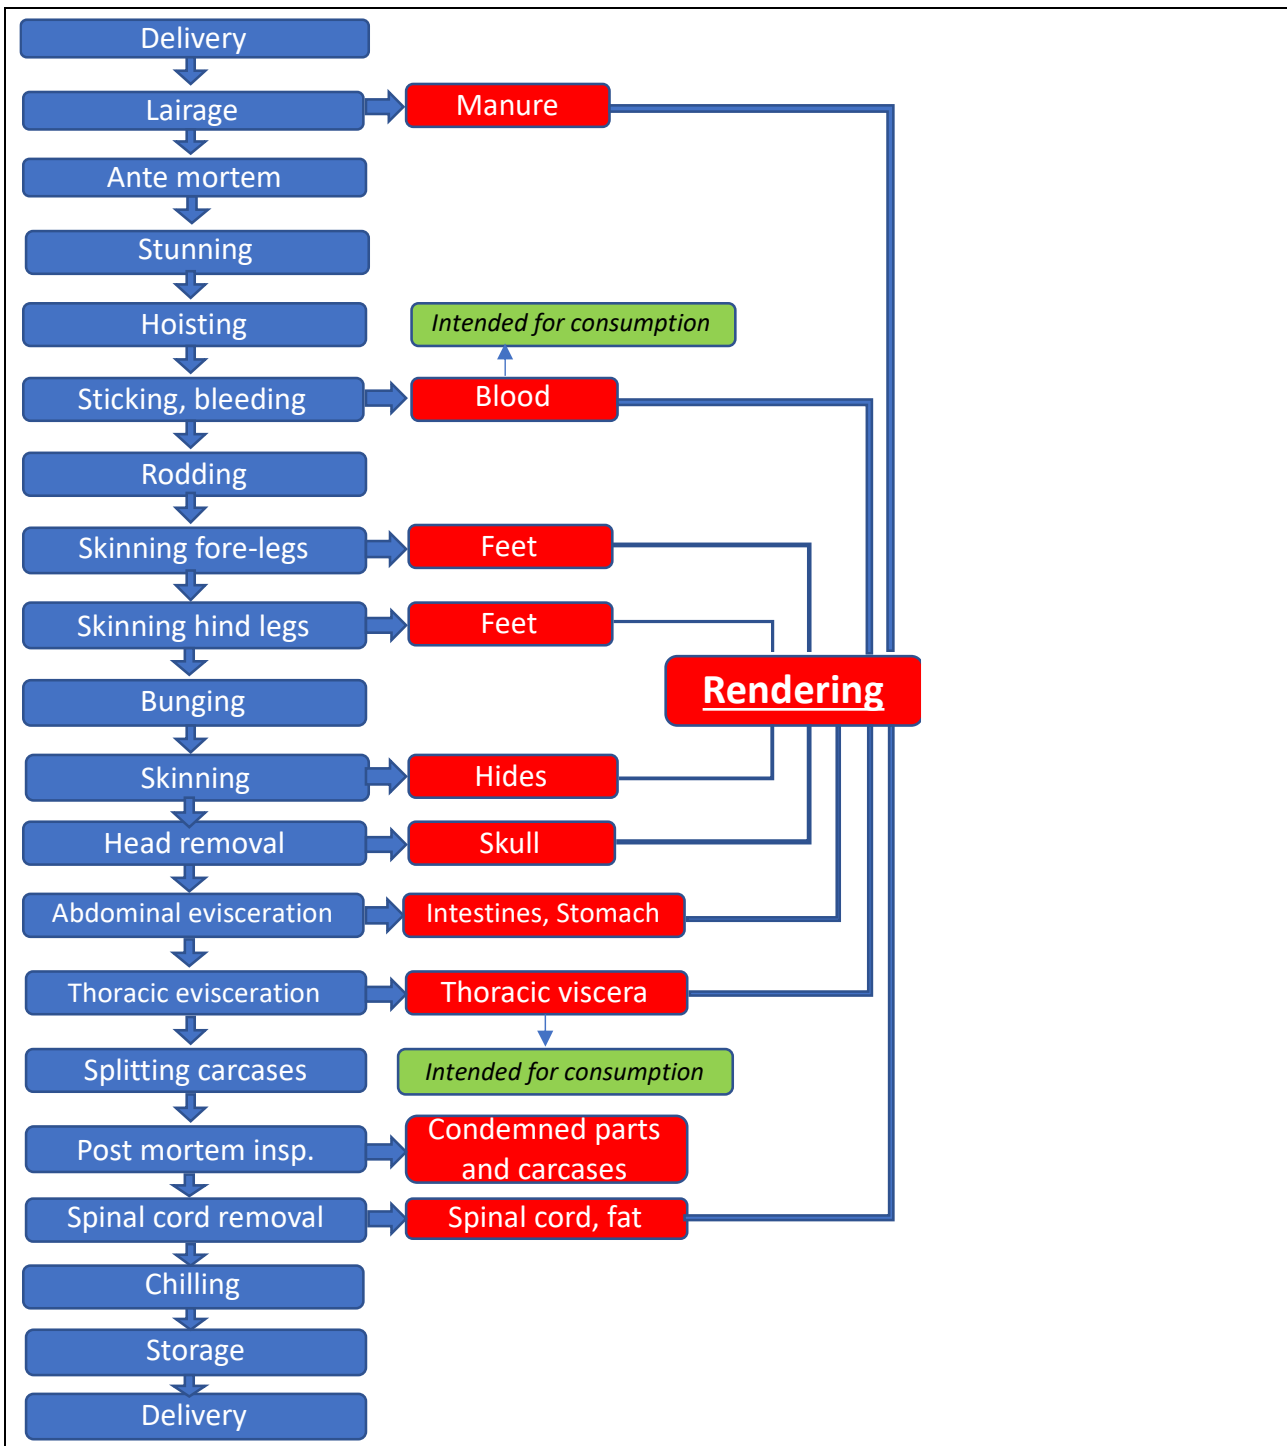 Delivery
Lairage
Manure
Ante mortem
Stunning
Hoisting
Intended for consumption
Sticking, bleeding
Blood
Rodding
Skinning fore-legs
Feet
Skinning hind legs
Feet
Rendering
Bunging
Skinning
Hides
Head removal
Skull
Abdominal evisceration
Intestines, Stomach
Thoracic evisceration
Thoracic viscera
Splitting carcases
Intended for consumption
Post mortem insp.
Condemned parts
and carcases
Spinal cord removal
Spinal cord, fat
Chilling
Storage
Delivery